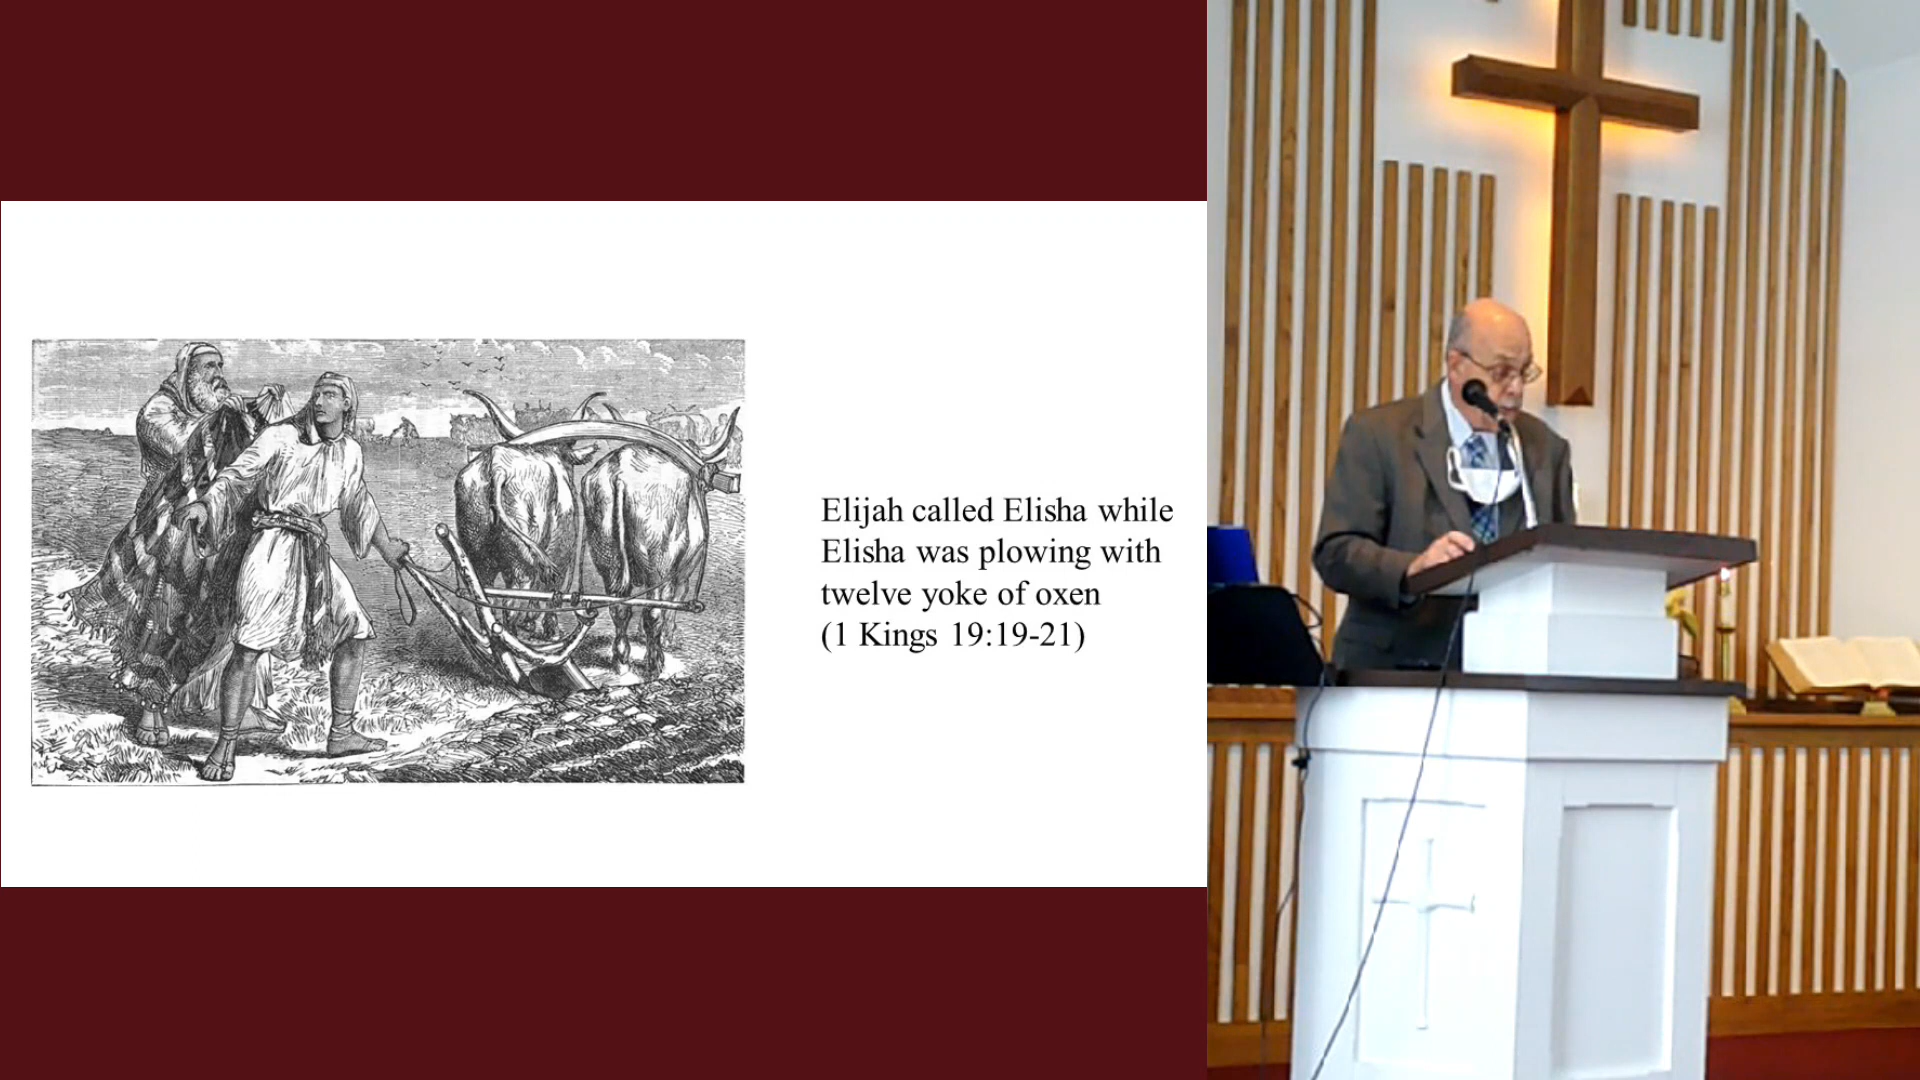 Elijah called Elisha while
Elisha was plowing with
twelve yoke of oxen
(1 Kings 19:19-21)